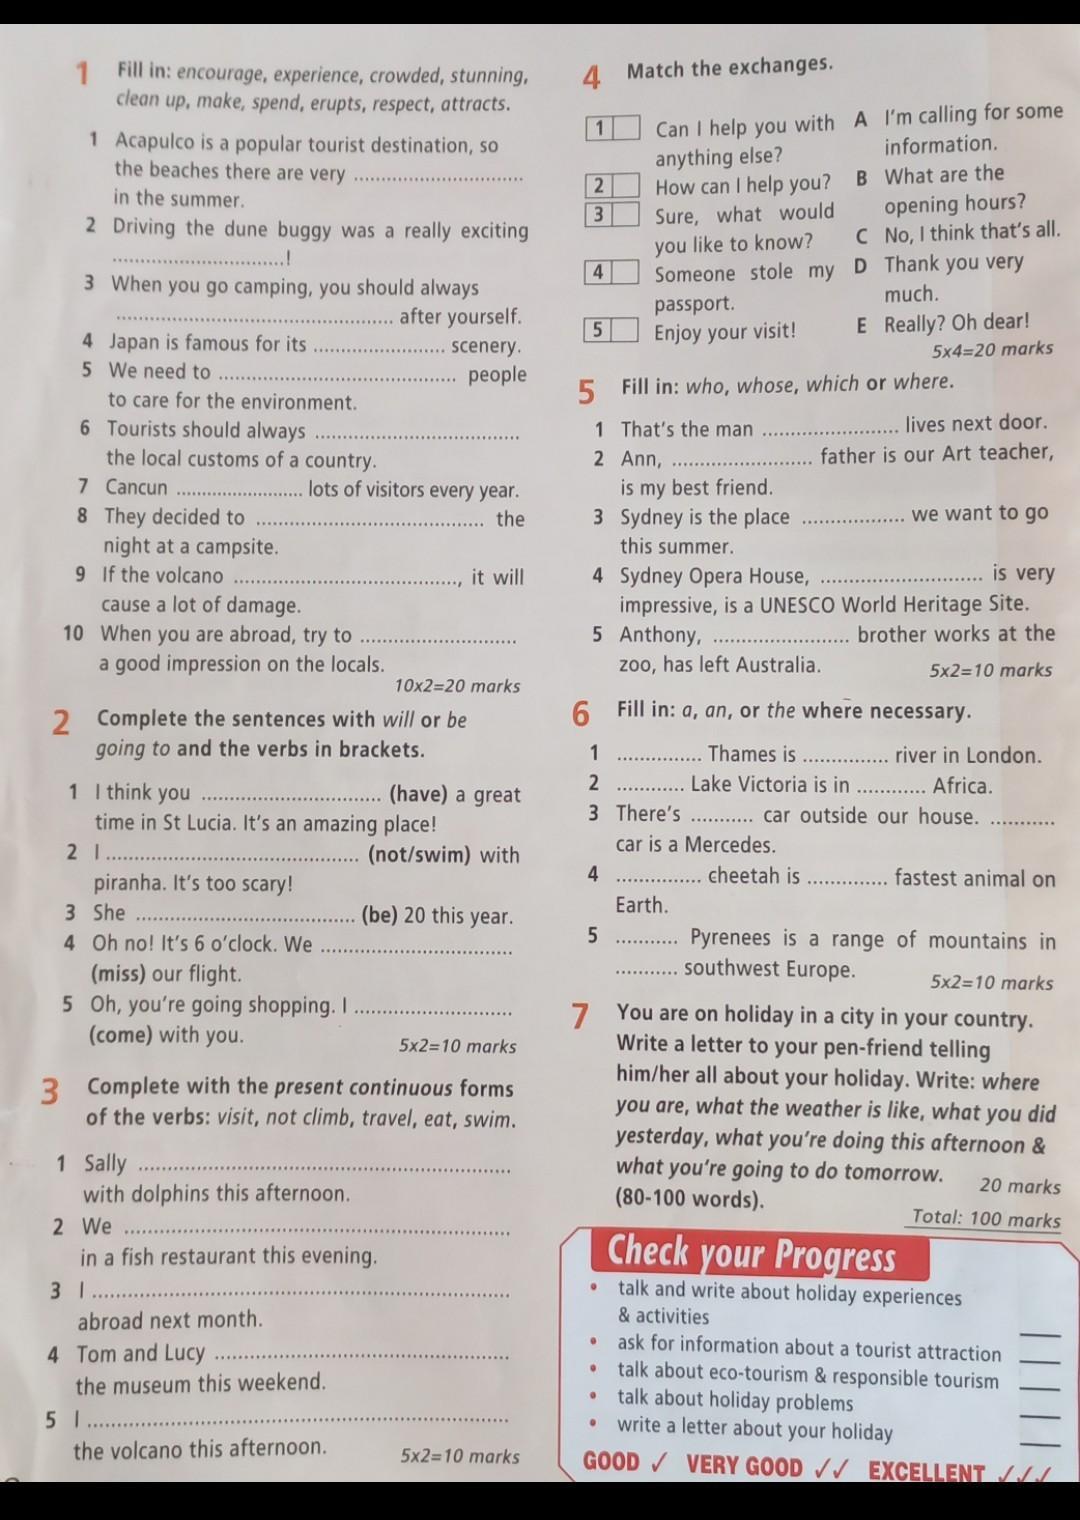 1 Fill in: encourage, experience, crowded, stunning,
clean up, make, spend, erupts, respect, attracts.
1 Acapulco is a popular tourist destination, so
the beaches there are very ..............................
in the summer.
2 Driving the dune buggy was a really exciting
..............................!
3 When you go camping, you should always
.................................................. after yourself.
4 Japan is famous for its ....................... scenery.
5 We need to .......................................... people
to care for the environment.
6 Tourists should always .....................................
the local customs of a country.
7 Cancun ....................... lots of visitors every year.
8 They decided to ......................................... the
night at a campsite.
9 If the volcano ........................................, it will
cause a lot of damage.
10 When you are abroad, try to ............................
a good impression on the locals.
10x2=20 marks
2 Complete the sentences with will or be
going to and the verbs in brackets.
1 I think you ................................ (have) a great
time in St Lucia. It's an amazing place!
2 I ............................................. (not/swim) with
piranha. It's too scary!
3 She ....................................... (be) 20 this year.
4 Oh no! It's 6 o'clock. We ..................................
(miss) our flight.
5 Oh, you're going shopping. I ............................
(come) with you.
5x2=10 marks
3 Complete with the present continuous forms
of the verbs: visit, not climb, travel, eat, swim.
1 Sally ..................................................................
with dolphins this afternoon.
2 We .....................................................................
in a fish restaurant this evening.
3 I ..........................................................................
abroad next month.
4 Tom and Lucy .....................................................
the museum this weekend.
5 I ..........................................................................
the volcano this afternoon.
5x2=10 marks
4 Match the exchanges.
1 Can I help you with
anything else?
2 How can I help you?
3 Sure, what would
you like to know?
4 Someone stole my
passport.
5 Enjoy your visit!
A I'm calling for some
information.
B What are the
opening hours?
C No, I think that's all.
D Thank you very
much.
E Really? Oh dear!
5x4=20 marks
5 Fill in: who, whose, which or where.
1 That's the man ........................ lives next door.
2 Ann, ......................... father is our Art teacher,
is my best friend.
3 Sydney is the place .................. we want to go
this summer.
4 Sydney Opera House, ............................. is very
impressive, is a UNESCO World Heritage Site.
5 Anthony, ........................ brother works at the
zoo, has left Australia.
5x2=10 marks
6 Fill in: a, an, or the where necessary.
1 ............... Thames is ............... river in London.
2 ............ Lake Victoria is in ............ Africa.
3 There's ........... car outside our house. ...........
car is a Mercedes.
4 ............... cheetah is .............. fastest animal on
Earth.
5 ........... Pyrenees is a range of mountains in
........... southwest Europe.
5x2=10 marks
7 You are on holiday in a city in your country.
Write a letter to your pen-friend telling
him/her all about your holiday. Write: where
you are, what the weather is like, what you did
yesterday, what you're doing this afternoon &
what you're going to do tomorrow.
(80-100 words).
20 marks
Total: 100 marks
Check your Progress
• talk and write about holiday experiences
& activities
• ask for information about a tourist attraction
• talk about eco-tourism & responsible tourism
• talk about holiday problems
• write a letter about your holiday
GOOD ✓ VERY GOOD ✓✓ EXCELLENT ✓✓✓